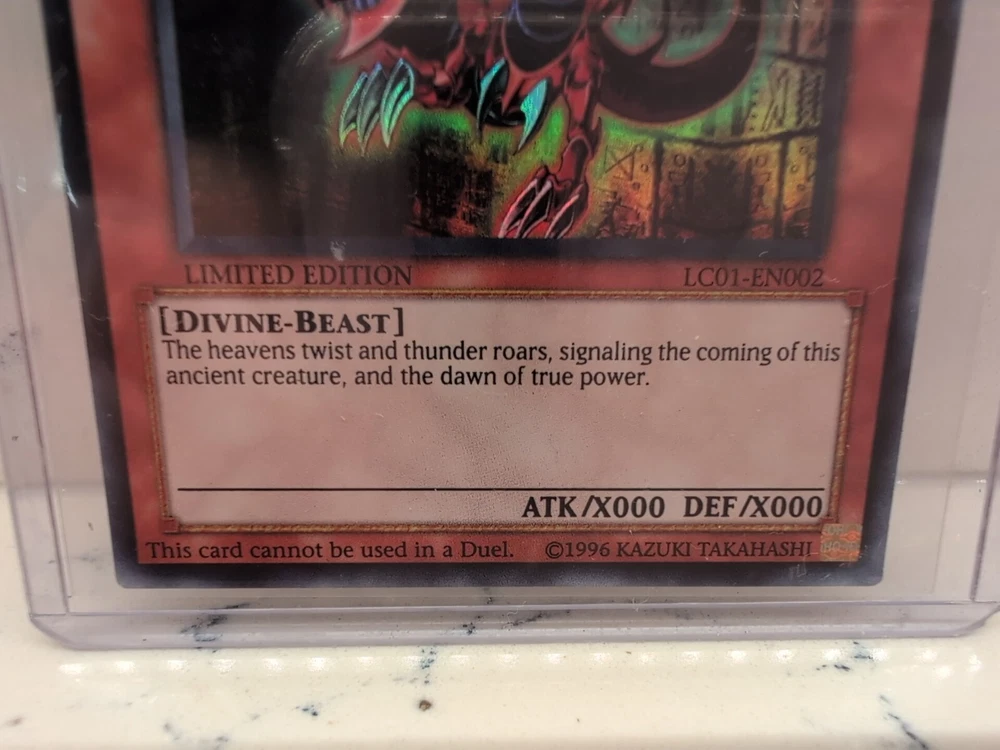 LIMITED EDITION LC01-EN002
[DIVINE-BEAST]
The heavens twist and thunder roars, signaling the coming of this
ancient creature, and the dawn of true power.
ATK/X000 DEF/X000
This card cannot be used in a Duel. ©1996 KAZUKI TAKAHASHI